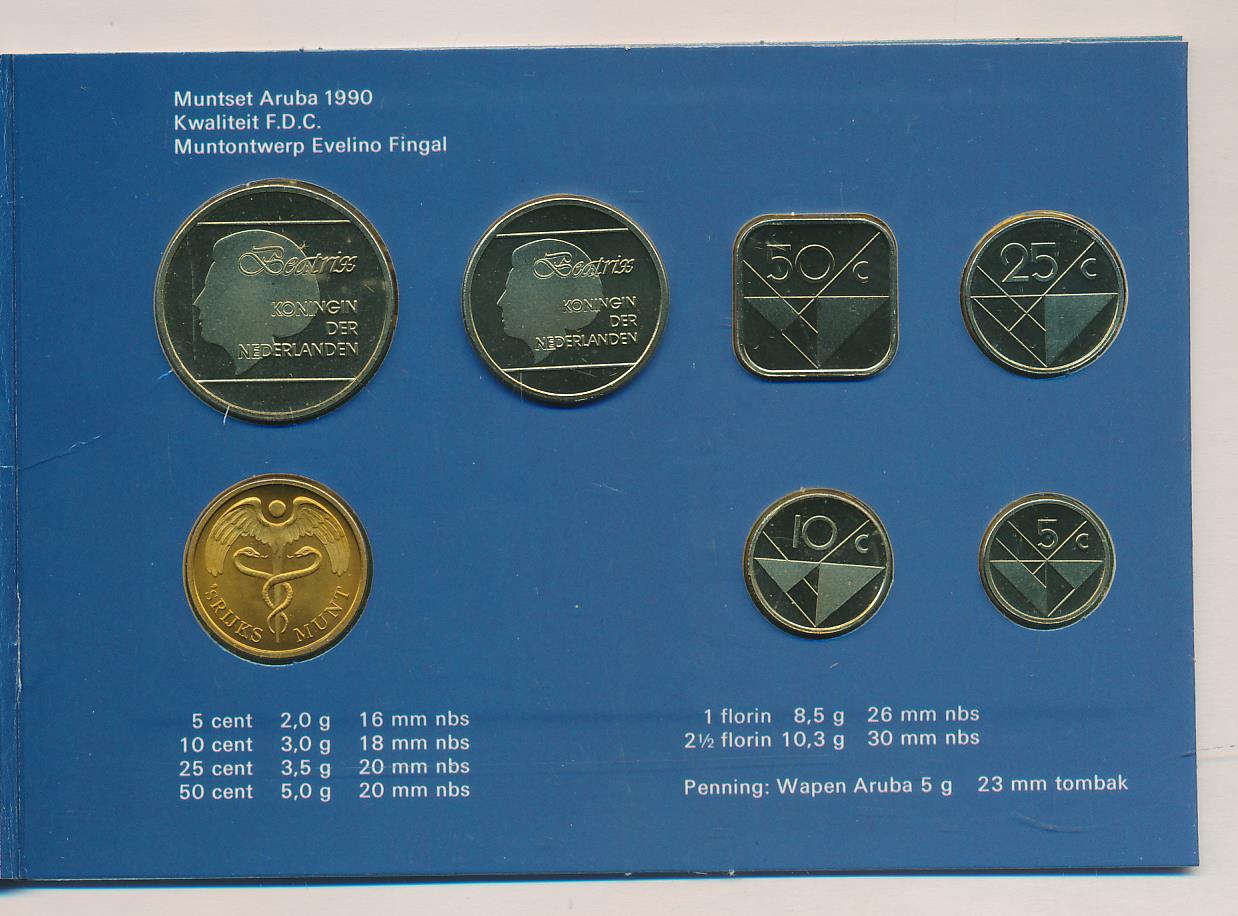 Muntset Aruba 1990
Kwaliteit F.D.C.
Muntontwerp Evelino Fingal
Beatrix
KONINGIN
DER
NEDERLANDEN
Beatrix
KONINGIN
DER
NEDERLANDEN
50 c
25 c
'S RIJKS MUNT
10 c
5 c
5 cent 2,0 g 16 mm nbs
10 cent 3,0 g 18 mm nbs
25 cent 3,5 g 20 mm nbs
50 cent 5,0 g 20 mm nbs
1 florin 8,5 g 26 mm nbs
2½ florin 10,3 g 30 mm nbs
Penning: Wapen Aruba 5 g 23 mm tombak